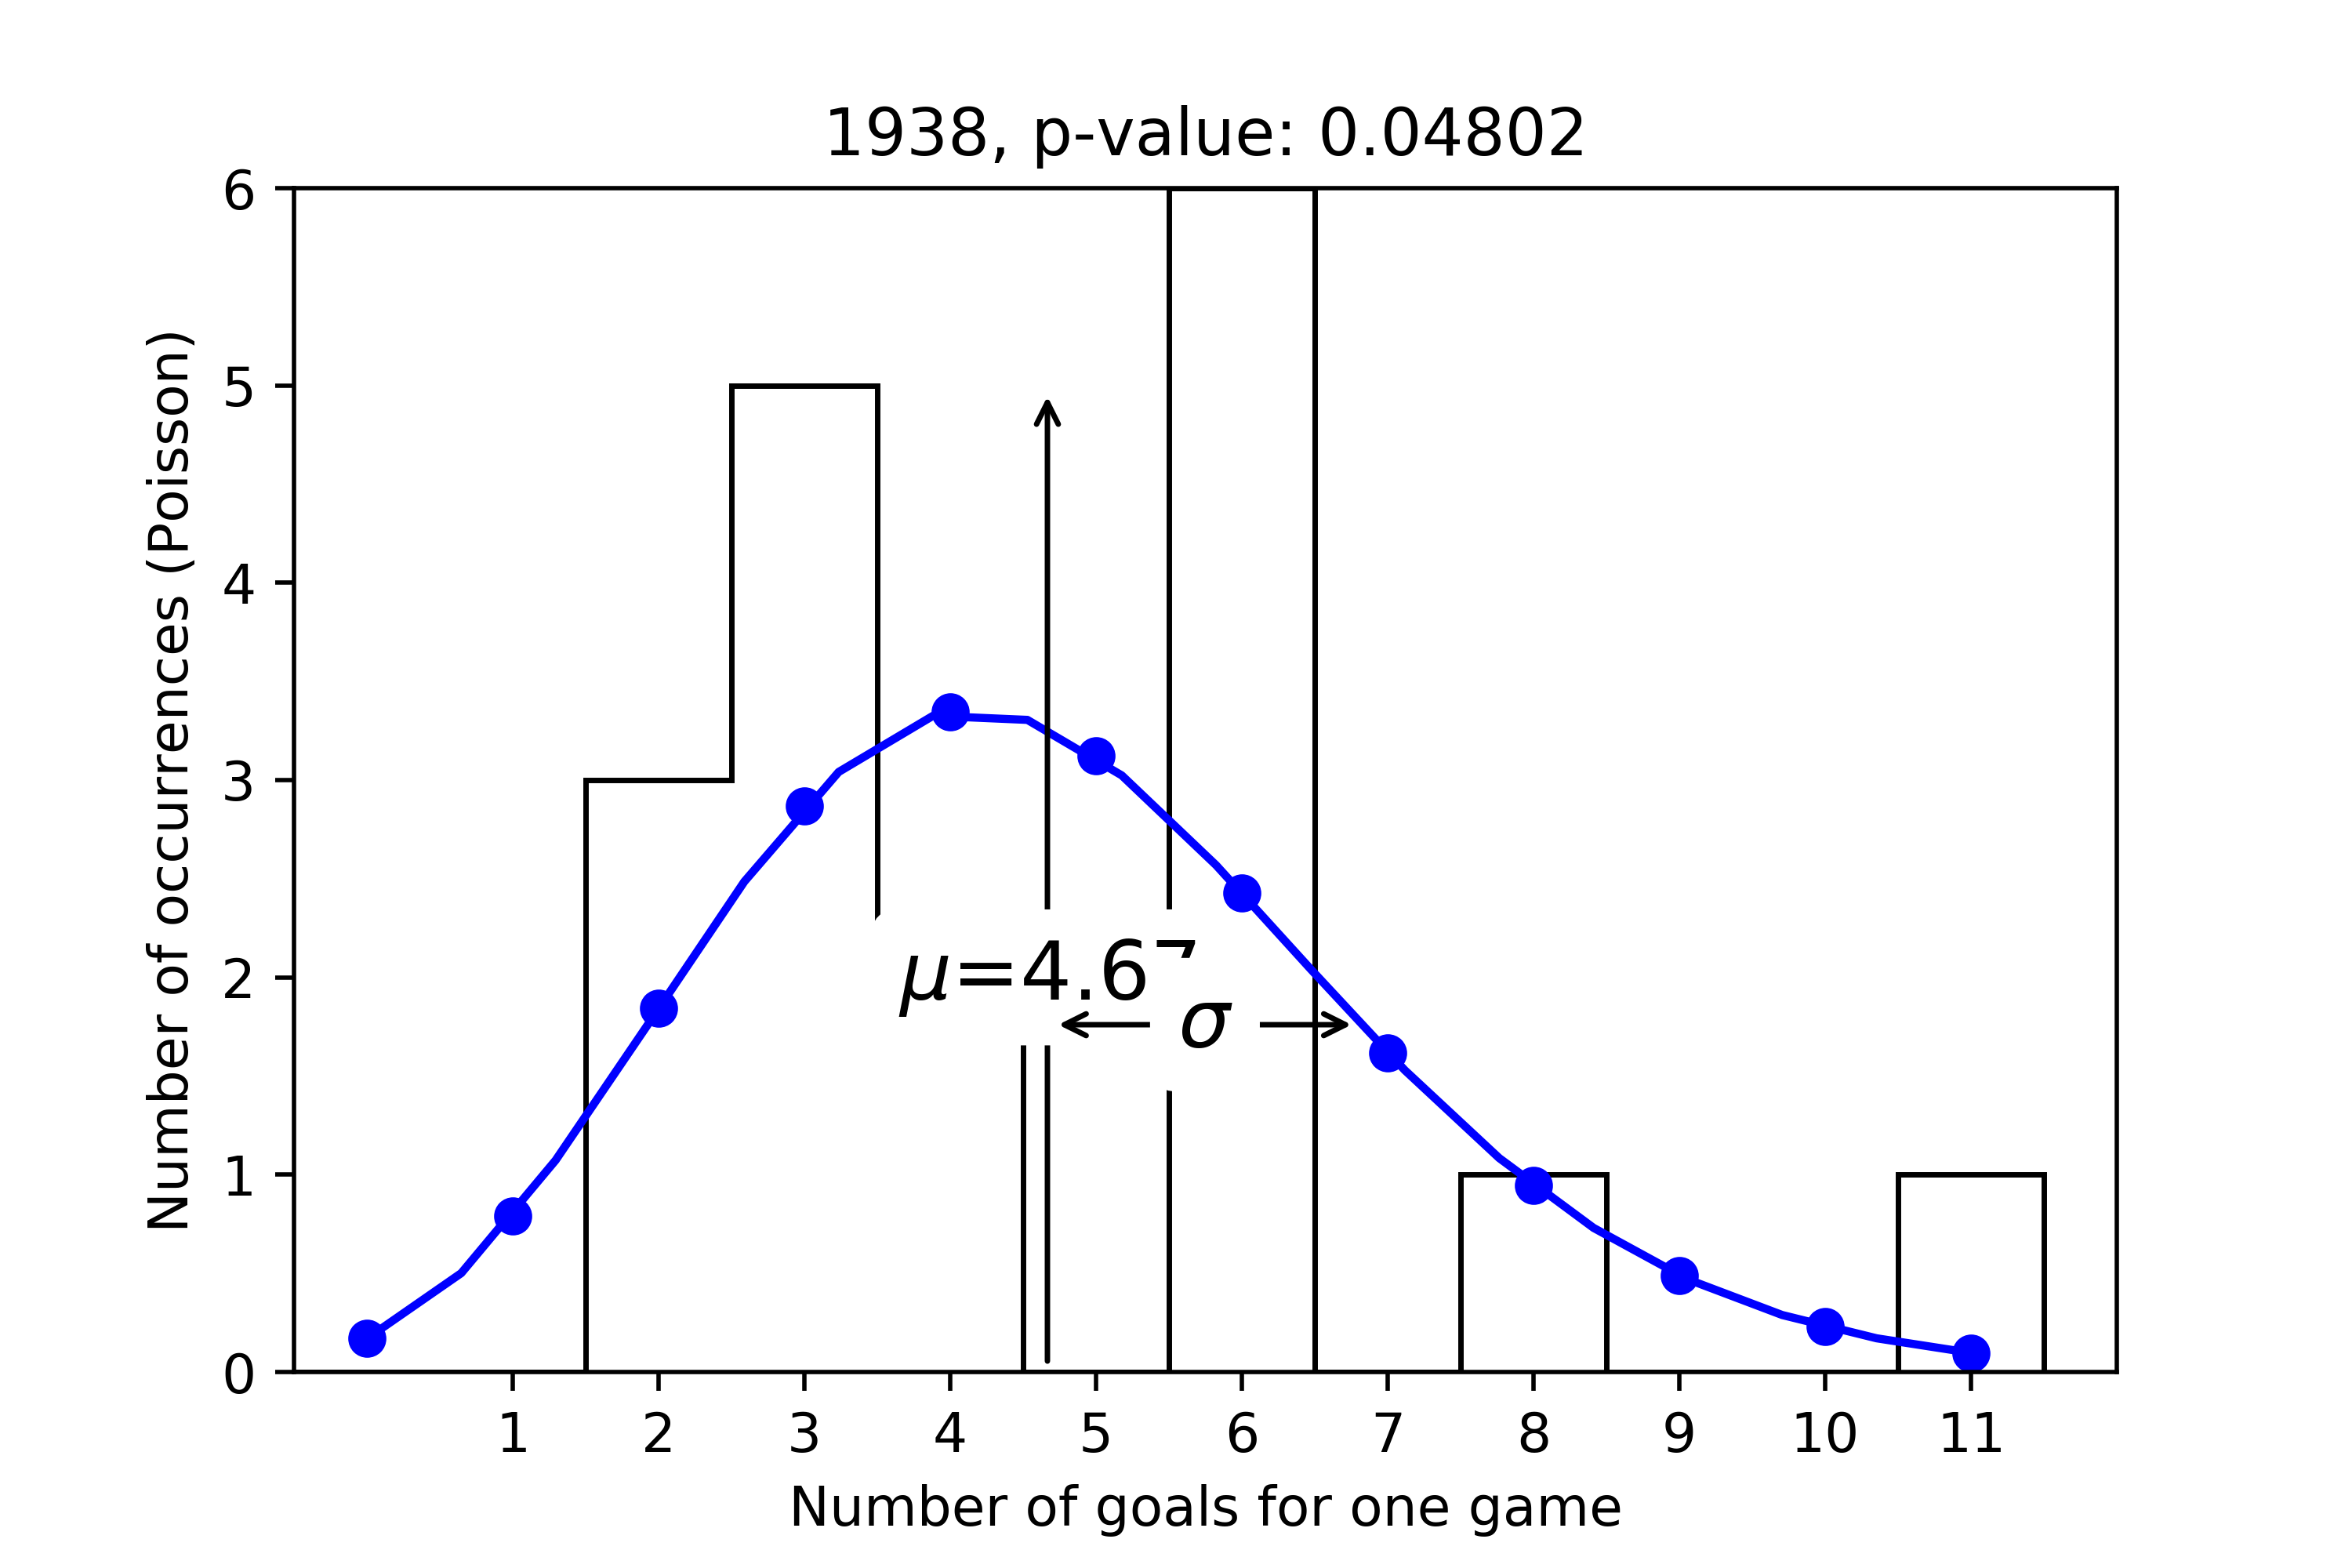 1938, p-value: 0.04802
Number of occurrences (Poisson)
6
5
4
3
2
1
0
μ=4.67
σ
1 2 3 4 5 6 7 8 9 10 11
Number of goals for one game